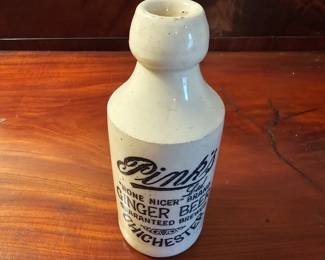 Pink's
"NONE NICER" BRAND
GINGER BEER
GUARANTEED BREWED
CHICHESTER